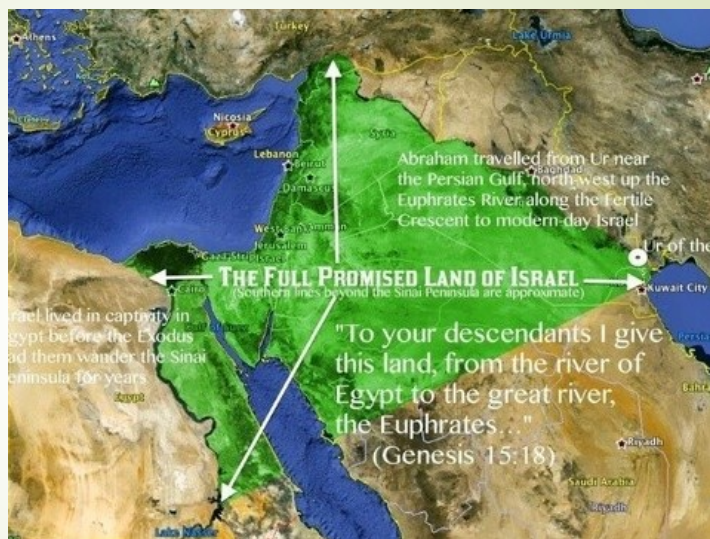 Turkey
Athens
Lake Urmia
Nicosia
Cyprus
Syria
Lebanon
Beirut
Damascus
Abraham travelled from Ur near
the Persian Gulf, north-west up the
Euphrates River along the Fertile
Crescent to modern-day Israel
Baghdad
West Bank Amman
Jerusalem
Gaza Strip Israel
Ur of the
THE FULL PROMISED LAND OF ISRAEL
(Southern lines beyond the Sinai Peninsula are approximate)
Cairo
Kuwait City
srael lived in captivity in
gypt before the Exodus
ad them wander the Sinai
eninsula for years
Gulf of Suez
"To your descendants I give
this land, from the river of
Egypt to the great river,
the Euphrates..."
(Genesis 15:18)
Persia
Bahra
Egypt
Riyadh
Saudi Arabia
Riyadh
Lake Nasser